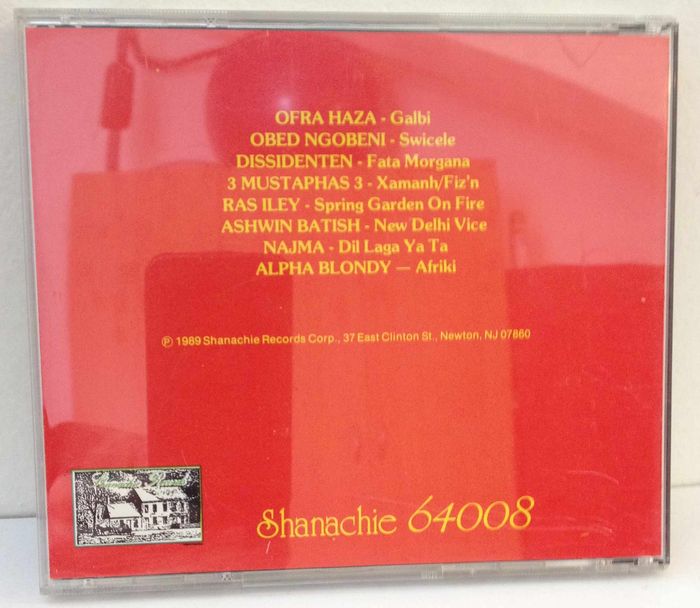 OFRA HAZA - Galbi
OBED NGOBENI - Swicele
DISSIDENTEN - Fata Morgana
3 MUSTAPHAS 3 - Xamanh/Fiz'n
RAS ILEY - Spring Garden On Fire
ASHWIN BATISH - New Delhi Vice
NAJMA - Dil Laga Ya Ta
ALPHA BLONDY — Afriki
℗ 1989 Shanachie Records Corp., 37 East Clinton St., Newton, NJ 07860
Shanachie 64008